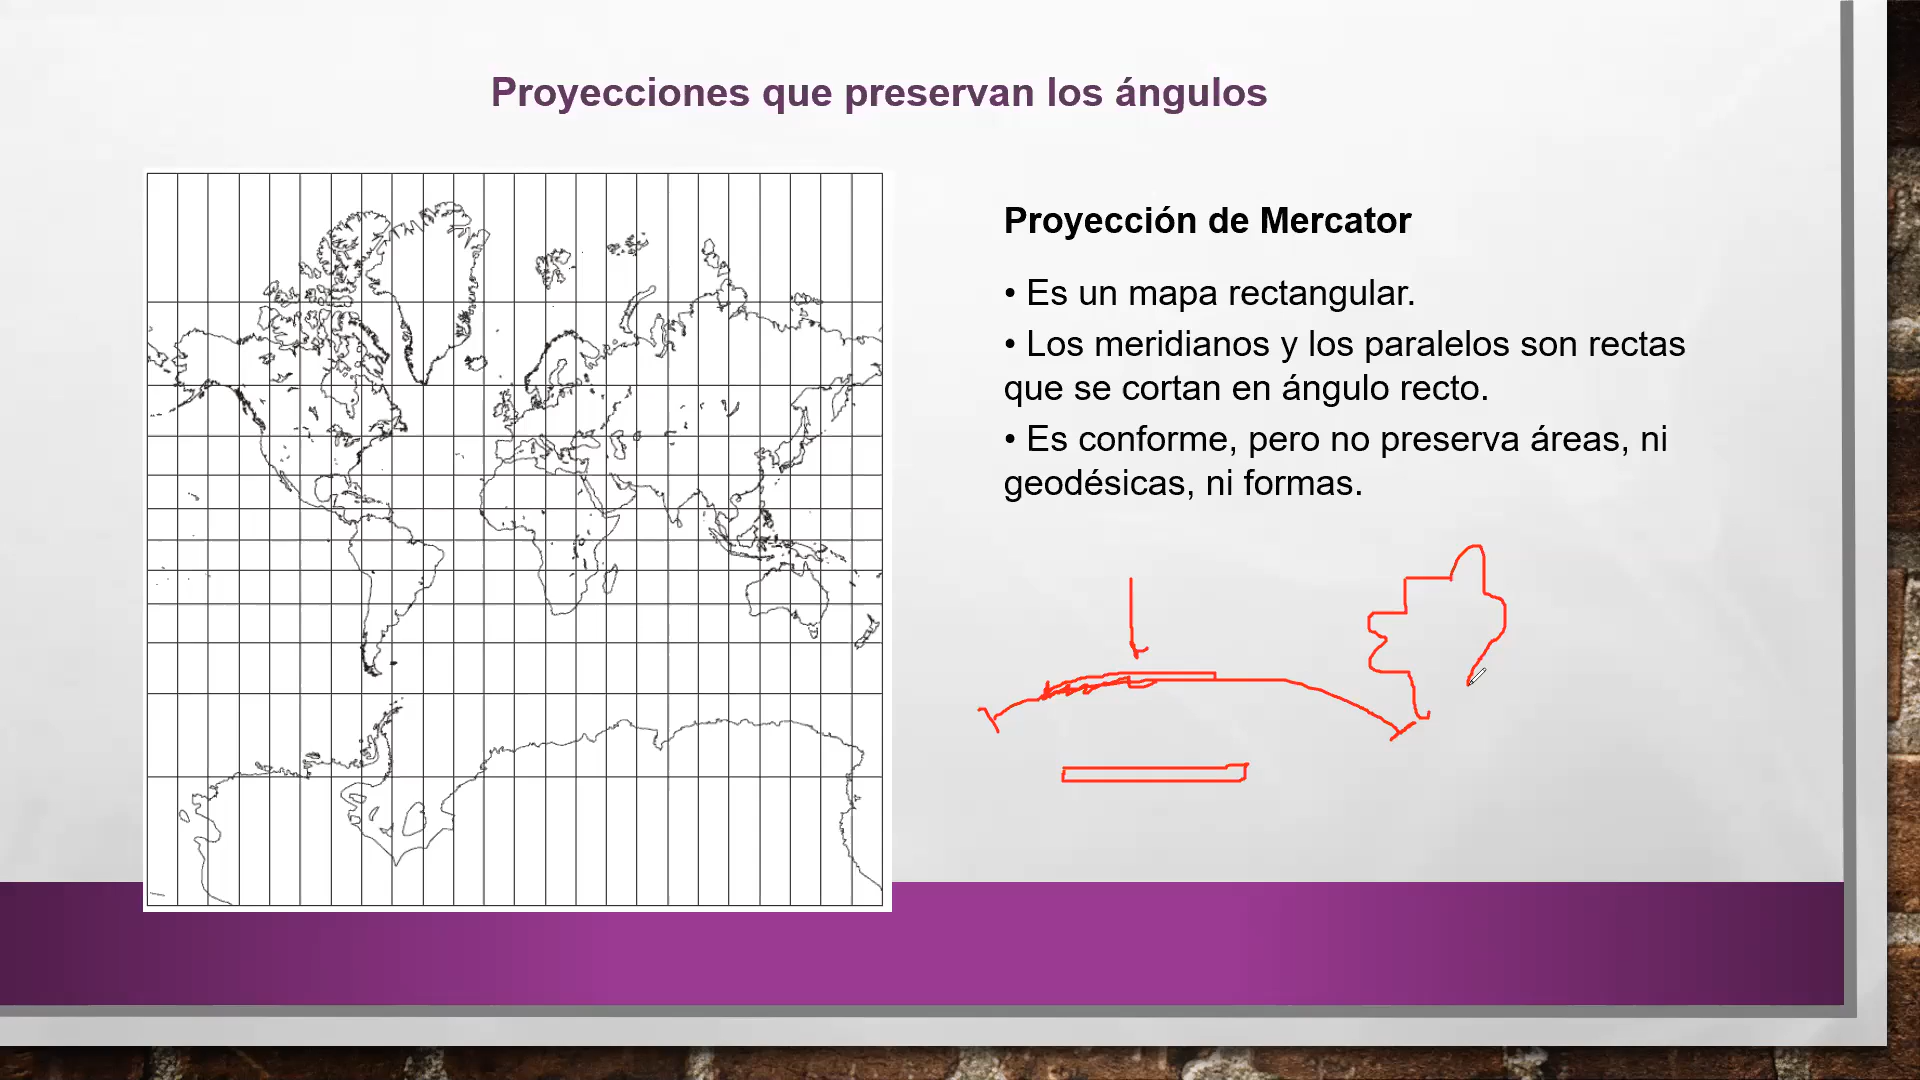 Proyecciones que preservan los ángulos
Proyección de Mercator
• Es un mapa rectangular.
• Los meridianos y los paralelos son rectas
que se cortan en ángulo recto.
• Es conforme, pero no preserva áreas, ni
geodésicas, ni formas.